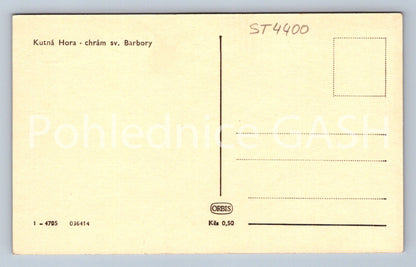 Kutná Hora - chrám sv. Barbory
ST4400
Pohlednice GASH
ORBIS
1 - 4785 036414
Kčs 0,50